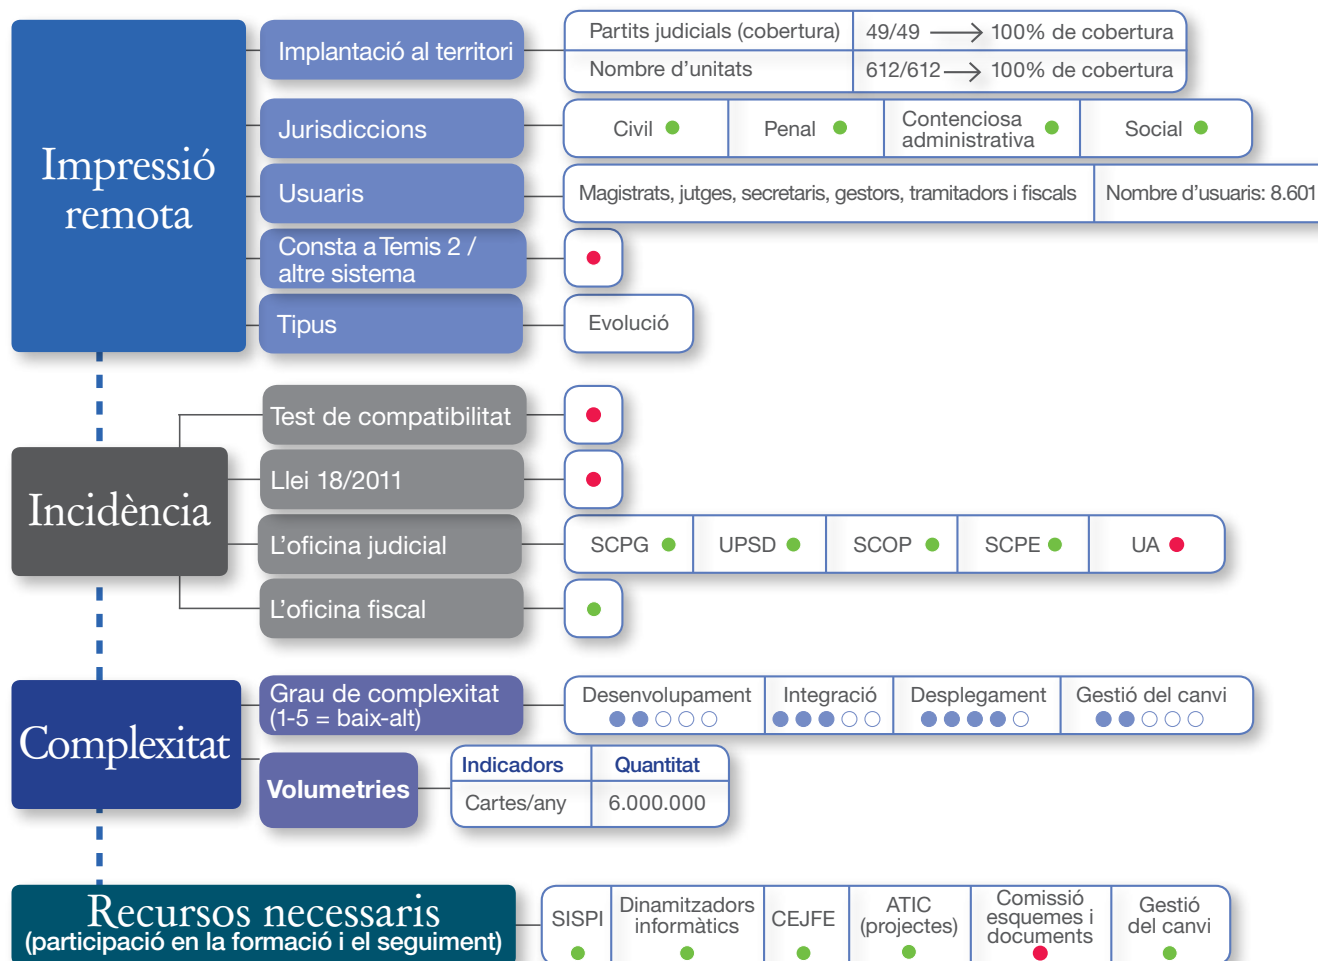 Impressió
remota
Implantació al territori
Partits judicials (cobertura)
49/49 → 100% de cobertura
Nombre d'unitats
612/612 → 100% de cobertura
Jurisdiccions
Civil
Penal
Contenciosa
administrativa
Social
Usuaris
Magistrats, jutges, secretaris, gestors, tramitadors i fiscals
Nombre d'usuaris: 8.601
Consta a Temis 2 /
altre sistema
Tipus
Evolució
Incidència
Test de compatibilitat
Llei 18/2011
L'oficina judicial
SCPG
UPSD
SCOP
SCPE
UA
L'oficina fiscal
Complexitat
Grau de complexitat
(1-5 = baix-alt)
Desenvolupament
Integració
Desplegament
Gestió del canvi
Volumetries
Indicadors
Quantitat
Cartes/any
6.000.000
Recursos necessaris
(participació en la formació i el seguiment)
SISPI
Dinamitzadors
informàtics
CEJFE
ATIC
(projectes)
Comissió
esquemes i
documents
Gestió
del canvi